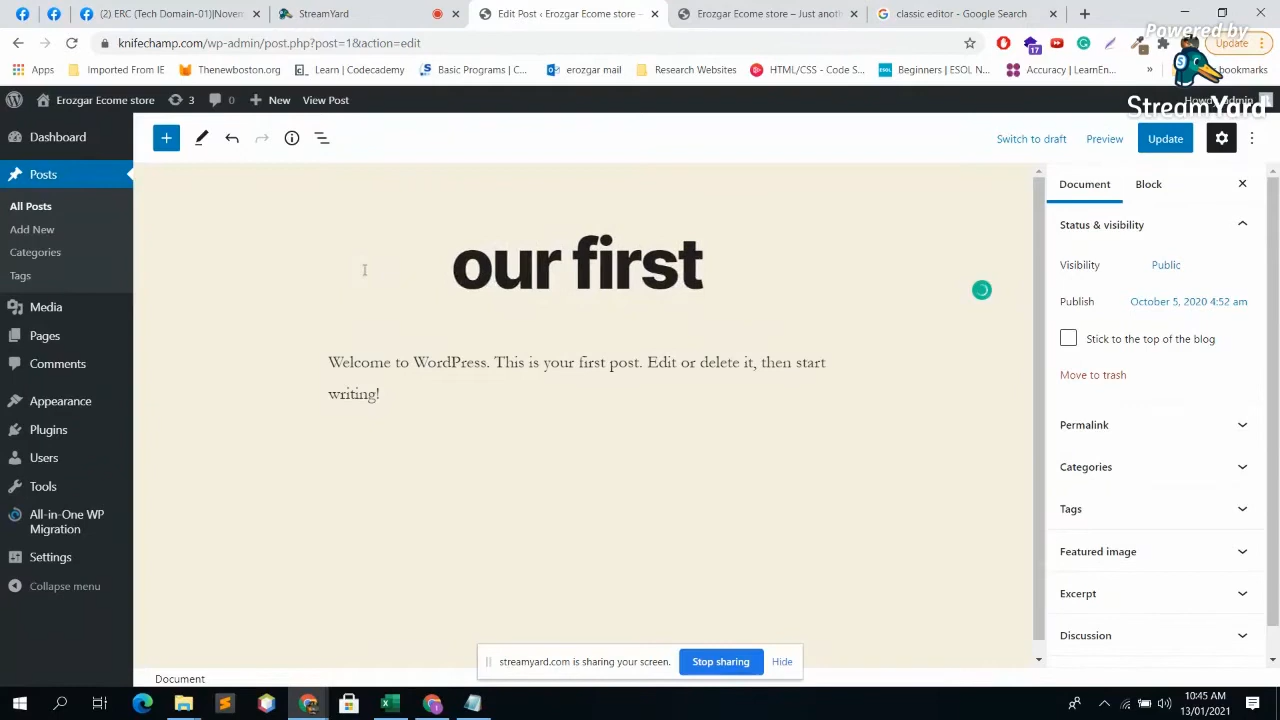 ERC (Tech Domain-01)|Novem
StreamYard
Edit Post ‹ Erozgar Ecome store –
Erozgar Ecome store – Just anoth
classic editor - Google Search
Powered by
knifechamp.com/wp-admin/post.php?post=1&action=edit
17
Update
Apps
Imported From IE
Thenewboston.org
Learn | Codecademy
Basic Programs | C...
erozgar mail
Research Websites
HTML/CSS - Code S...
Beginners | ESOL N...
Accuracy | LearnEn...
»
bookmarks
StreamYard
Erozgar Ecome store
3
0
New
View Post
Howdy, admin
Dashboard
Switch to draft
Preview
Update
Posts
All Posts
Add New
Categories
Tags
Media
Pages
Comments
Appearance
Plugins
Users
Tools
All-in-One WP
Migration
Settings
Collapse menu
our first
Welcome to WordPress. This is your first post. Edit or delete it, then start
writing!
Document
Block
Status & visibility
Visibility
Public
Publish
October 5, 2020 4:52 am
Stick to the top of the blog
Move to trash
Permalink
Categories
Tags
Featured image
Excerpt
Discussion
streamyard.com is sharing your screen.
Stop sharing
Hide
Document
10:45 AM
13/01/2021